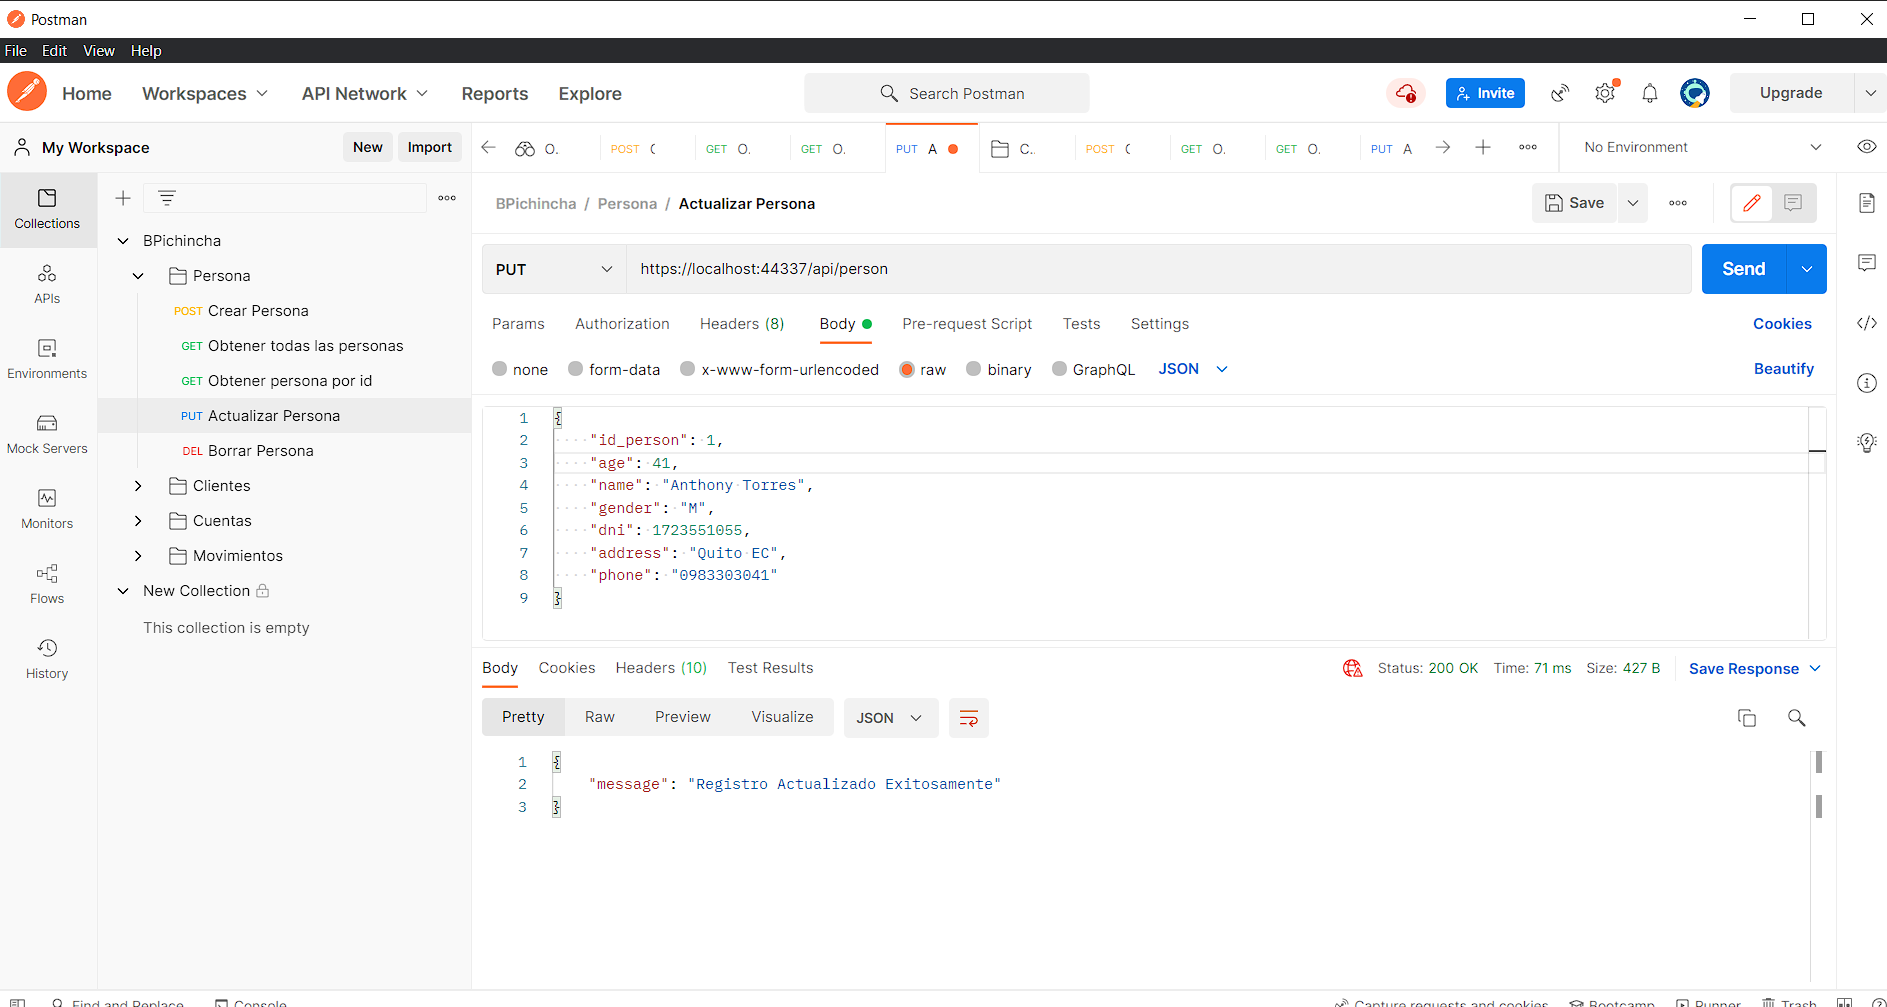 Postman
File Edit View Help
Home Workspaces API Network Reports Explore Search Postman Invite Upgrade
My Workspace New Import
O. POST GET O. GET O. PUT A C.. POST GET O. GET O. PUT A No Environment
Collections
APIs
Environments
Mock Servers
Monitors
Flows
History
BPichincha
Persona
POST Crear Persona
GET Obtener todas las personas
GET Obtener persona por id
PUT Actualizar Persona
DEL Borrar Persona
Clientes
Cuentas
Movimientos
New Collection
This collection is empty
BPichincha / Persona / Actualizar Persona Save
PUT https://localhost:44337/api/person Send
Params Authorization Headers (8) Body Pre-request Script Tests Settings Cookies
none form-data x-www-form-urlencoded raw binary GraphQL JSON Beautify
1 {
2 "id_person": 1,
3 "age": 41,
4 "name": "Anthony Torres",
5 "gender": "M",
6 "dni": 1723551055,
7 "address": "Quito EC",
8 "phone": "0983303041"
9 }
Body Cookies Headers (10) Test Results Status: 200 OK Time: 71 ms Size: 427 B Save Response
Pretty Raw Preview Visualize JSON
1 {
2 "message": "Registro Actualizado Exitosamente"
3 }
Find and Replace Console Capture requests and cookies Bootcamp Runner Trash